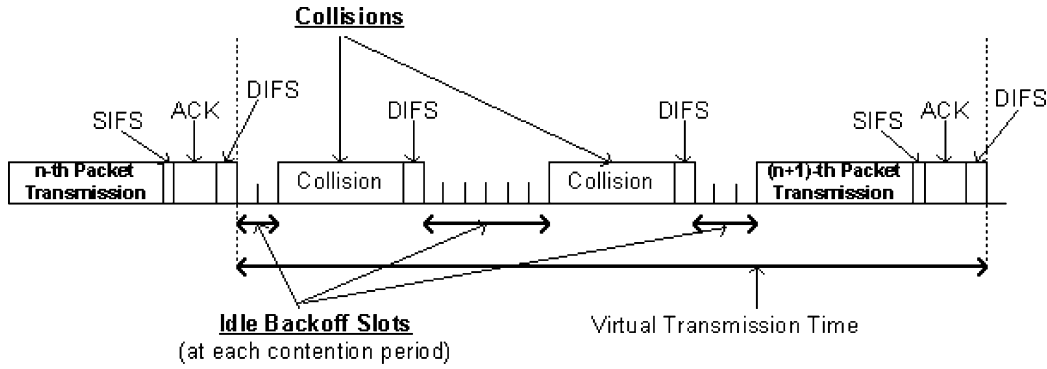 Collisions
DIFS
DIFS
ACK
DIFS
DIFS
ACK
SIFS
SIFS
n-th Packet
Transmission
Collision
Collision
(n+1)-th Packet
Transmission
Idle Backoff Slots
(at each contention period)
Virtual Transmission Time